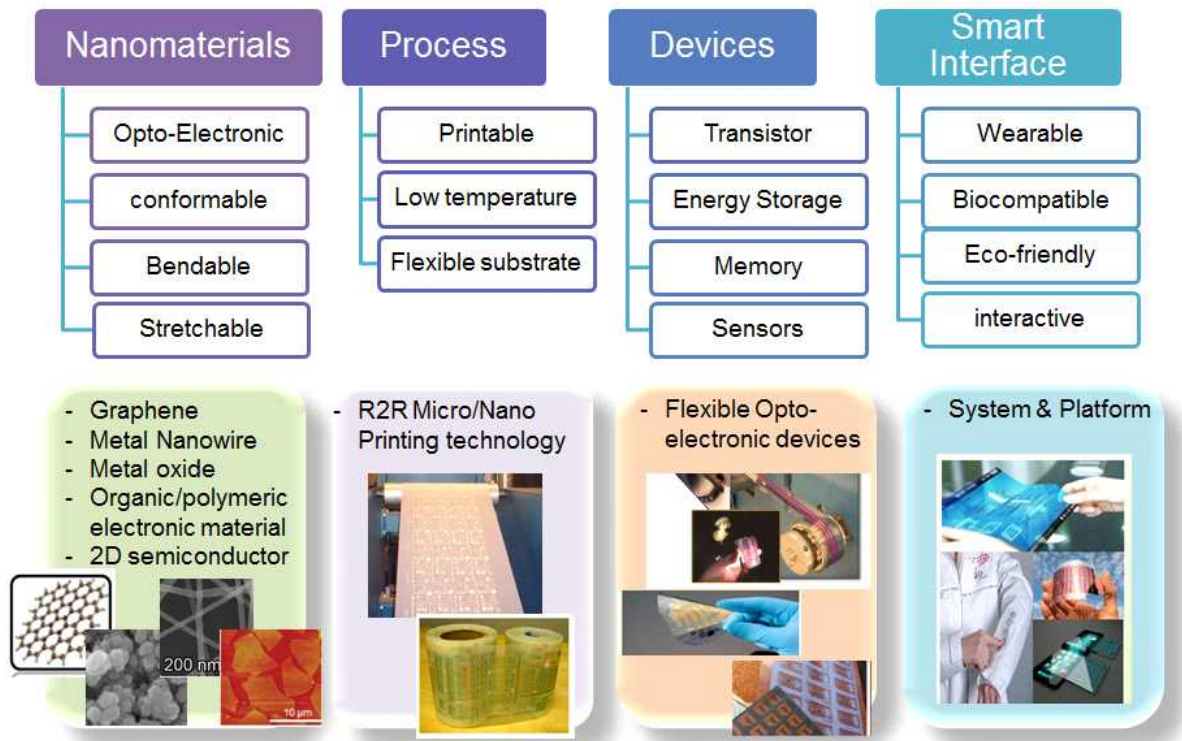 Nanomaterials
Opto-Electronic
conformable
Bendable
Stretchable
Process
Printable
Low temperature
Flexible substrate
Devices
Transistor
Energy Storage
Memory
Sensors
Smart
Interface
Wearable
Biocompatible
Eco-friendly
interactive
- Graphene
- Metal Nanowire
- Metal oxide
- Organic/polymeric
electronic material
- 2D semiconductor
200 nm
10 μm
- R2R Micro/Nano
Printing technology
- Flexible Opto-
electronic devices
- System & Platform